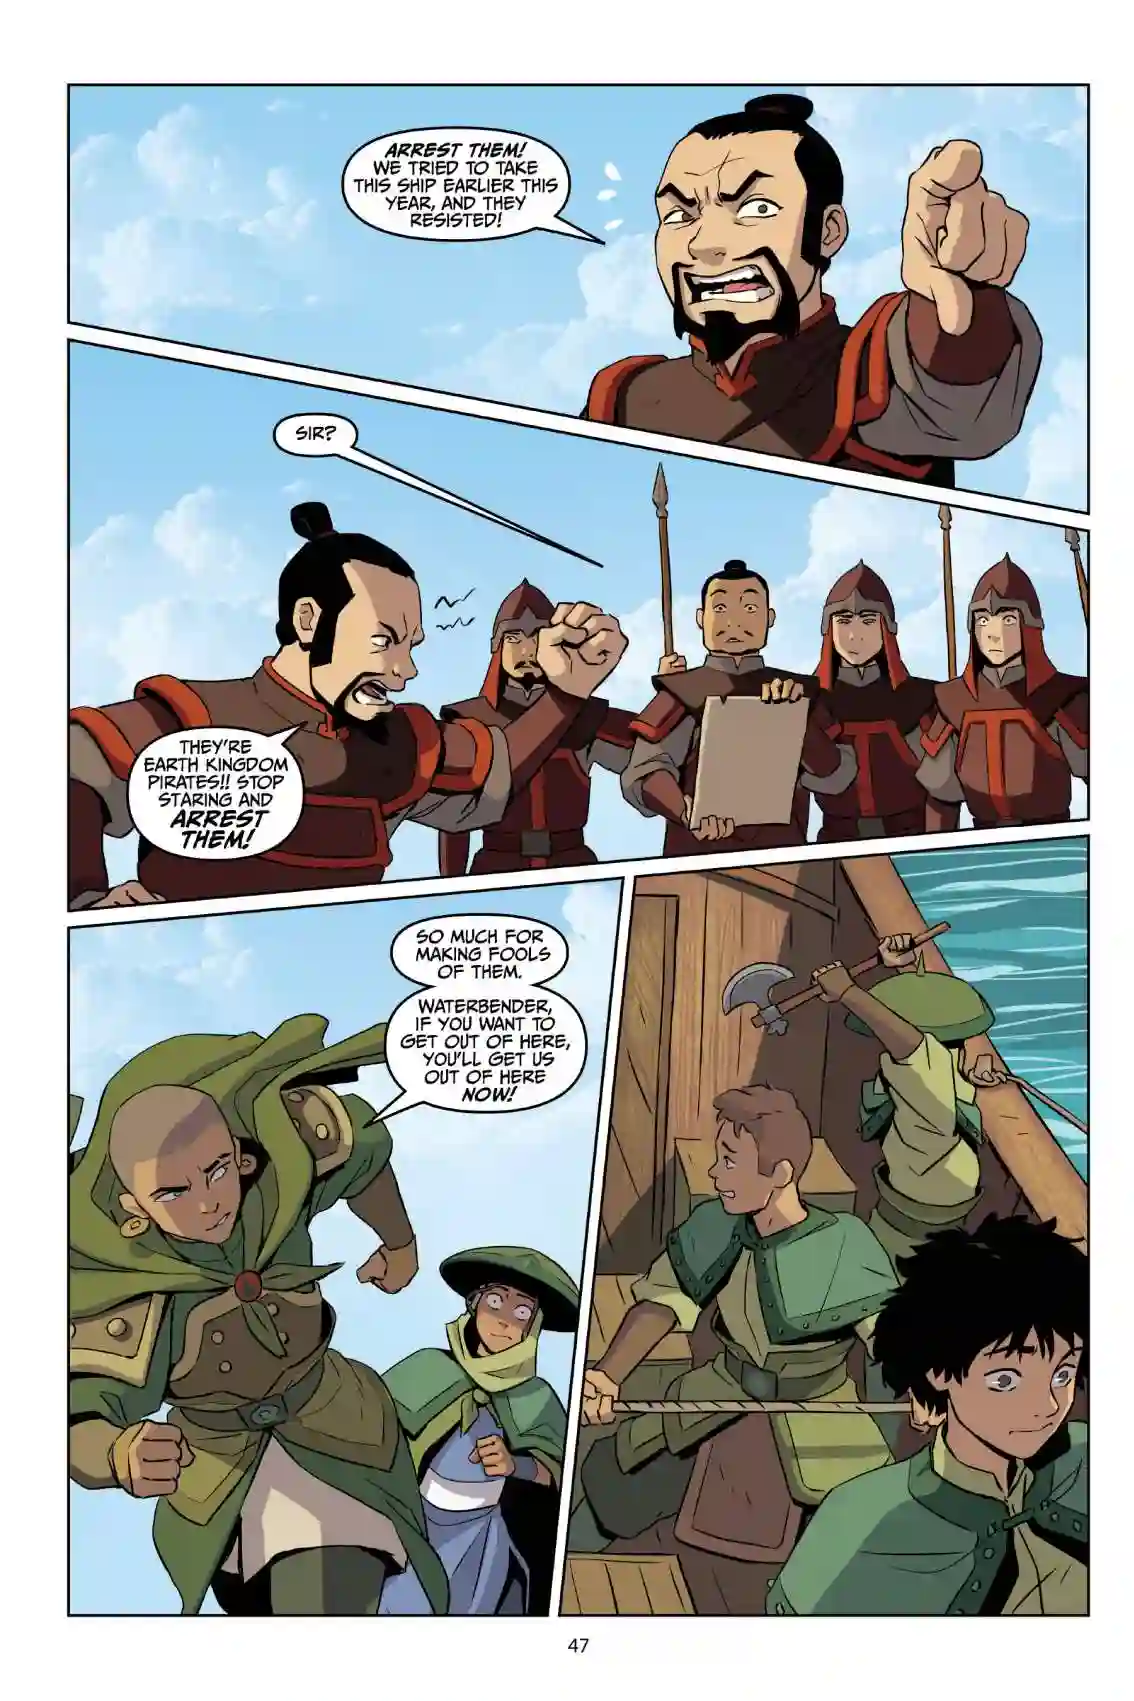 ARREST THEM!
WE TRIED TO TAKE
THIS SHIP EARLIER THIS
YEAR, AND THEY
RESISTED!
SIR?
THEY'RE
EARTH KINGDOM
PIRATES!! STOP
STARING AND
ARREST
THEM!
SO MUCH FOR
MAKING FOOLS
OF THEM.
WATERBENDER,
IF YOU WANT TO
GET OUT OF HERE,
YOU'LL GET US
OUT OF HERE
NOW!
47